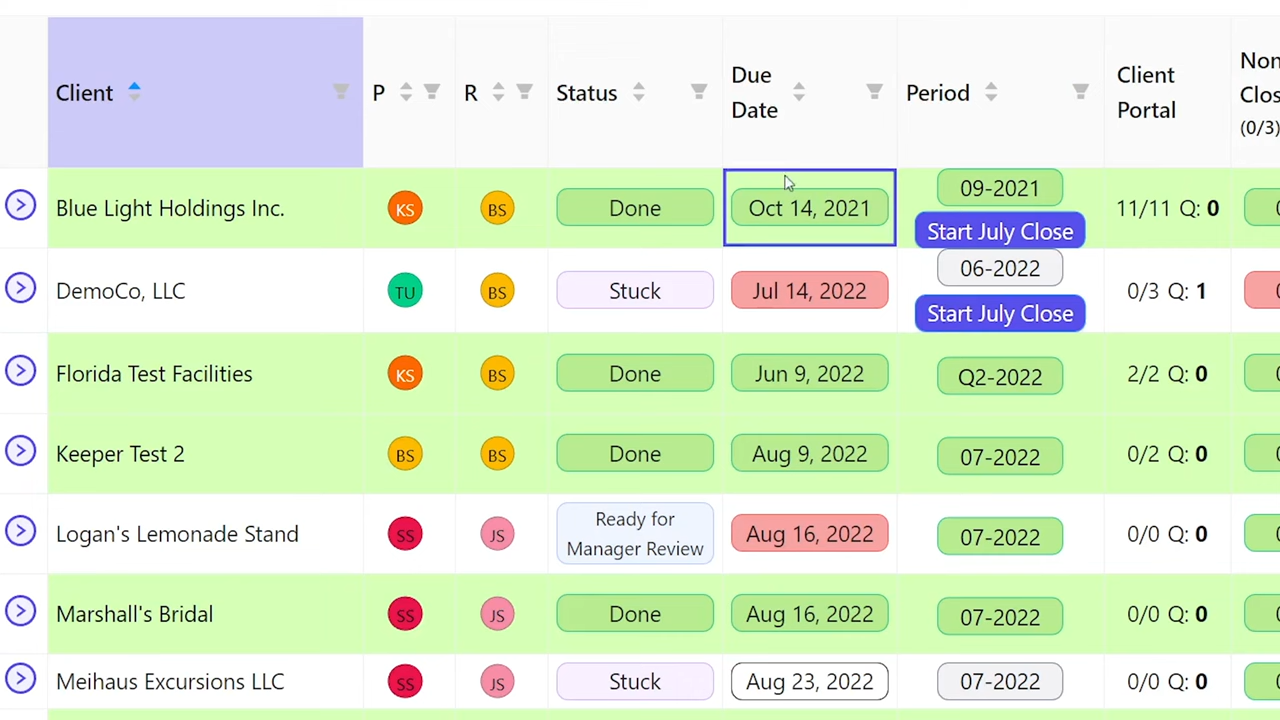 Client P R Status Due Date Period Client Portal Non Clos (0/3)
Blue Light Holdings Inc. KS BS Done Oct 14, 2021 09-2021 Start July Close 11/11 Q: 0
DemoCo, LLC TU BS Stuck Jul 14, 2022 06-2022 Start July Close 0/3 Q: 1
Florida Test Facilities KS BS Done Jun 9, 2022 Q2-2022 2/2 Q: 0
Keeper Test 2 BS BS Done Aug 9, 2022 07-2022 0/2 Q: 0
Logan's Lemonade Stand SS JS Ready for Manager Review Aug 16, 2022 07-2022 0/0 Q: 0
Marshall's Bridal SS JS Done Aug 16, 2022 07-2022 0/0 Q: 0
Meihaus Excursions LLC SS JS Stuck Aug 23, 2022 07-2022 0/0 Q: 0